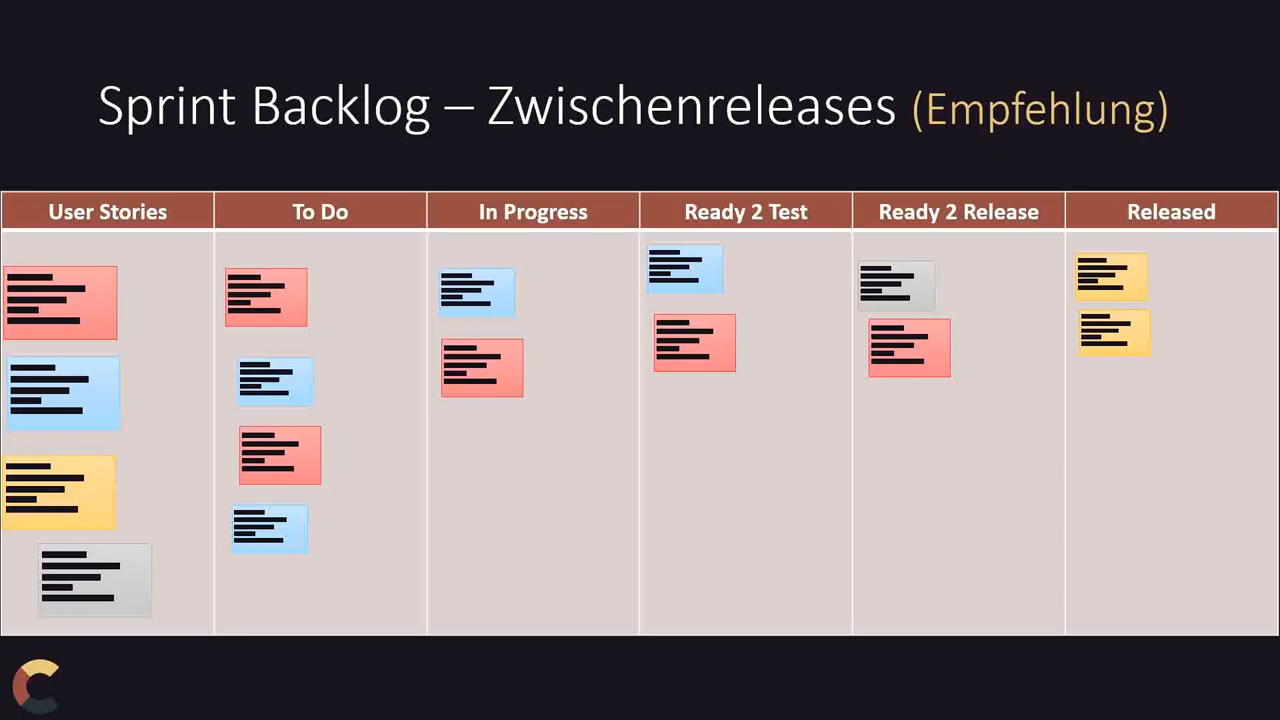 Sprint Backlog – Zwischenreleases (Empfehlung)
User Stories
To Do
In Progress
Ready 2 Test
Ready 2 Release
Released